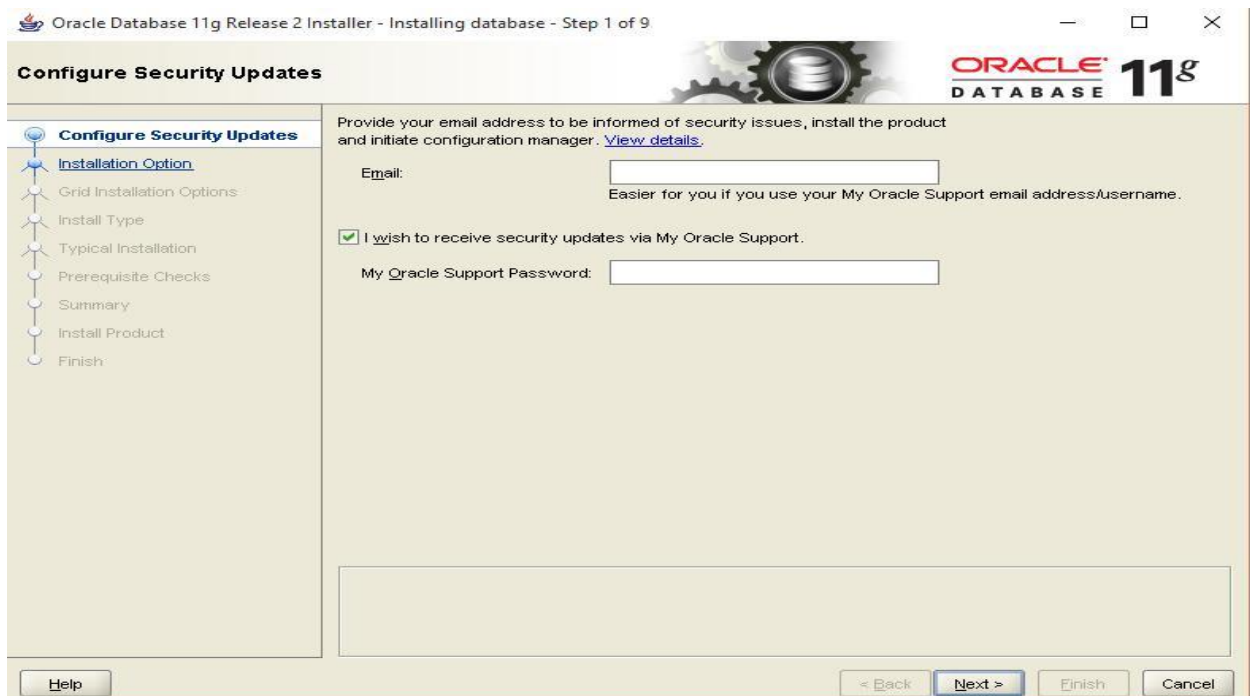 Oracle Database 11g Release 2 Installer - Installing database - Step 1 of 9
Configure Security Updates
ORACLE
DATABASE
11g
Configure Security Updates
Installation Option
Grid Installation Options
Install Type
Typical Installation
Prerequisite Checks
Summary
Install Product
Finish
Provide your email address to be informed of security issues, install the product
and initiate configuration manager. View details.
Email:
Easier for you if you use your My Oracle Support email address/username.
I wish to receive security updates via My Oracle Support.
My Oracle Support Password:
Help
< Back
Next >
Finish
Cancel